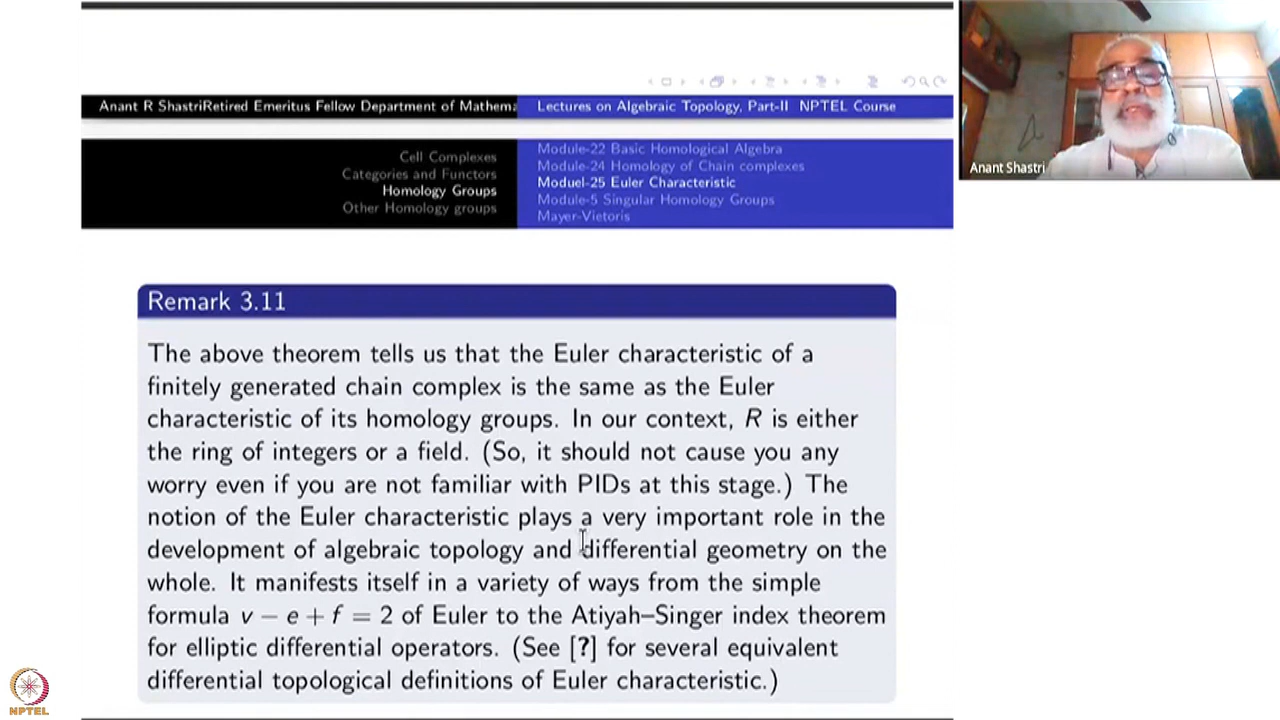 Anant R ShastriRetired Emeritus Fellow Department of Mathema
Lectures on Algebraic Topology, Part-II NPTEL Course
Cell Complexes
Categories and Functors
Homology Groups
Other Homology groups
Module-22 Basic Homological Algebra
Module-24 Homology of Chain complexes
Moduel-25 Euler Characteristic
Module-5 Singular Homology Groups
Mayer-Vietoris
Anant Shastri
Remark 3.11
The above theorem tells us that the Euler characteristic of a
finitely generated chain complex is the same as the Euler
characteristic of its homology groups. In our context, R is either
the ring of integers or a field. (So, it should not cause you any
worry even if you are not familiar with PIDs at this stage.) The
notion of the Euler characteristic plays a very important role in the
development of algebraic topology and differential geometry on the
whole. It manifests itself in a variety of ways from the simple
formula v − e + f = 2 of Euler to the Atiyah–Singer index theorem
for elliptic differential operators. (See [?] for several equivalent
differential topological definitions of Euler characteristic.)
NPTEL